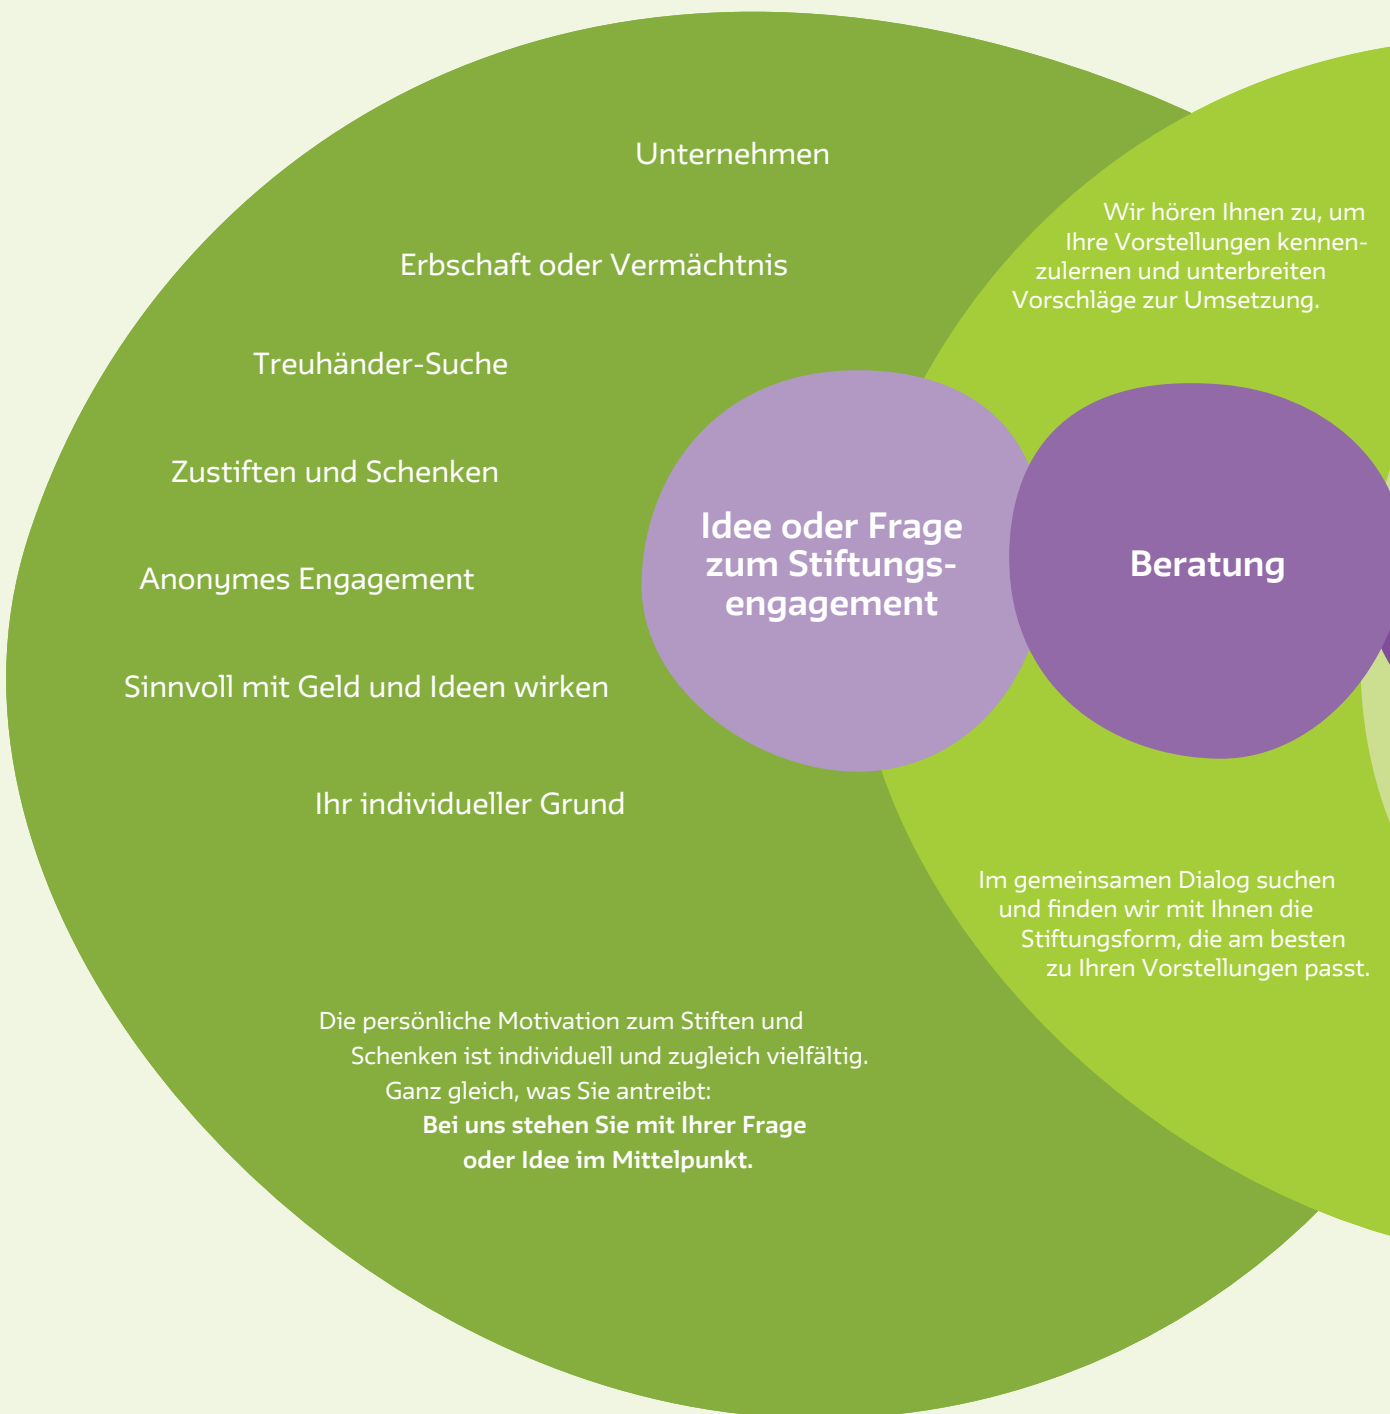 Unternehmen
Erbschaft oder Vermächtnis
Treuhänder-Suche
Zustiften und Schenken
Anonymes Engagement
Sinnvoll mit Geld und Ideen wirken
Ihr individueller Grund
Die persönliche Motivation zum Stiften und
Schenken ist individuell und zugleich vielfältig.
Ganz gleich, was Sie antreibt:
Bei uns stehen Sie mit Ihrer Frage
oder Idee im Mittelpunkt.
Idee oder Frage
zum Stiftungs-
engagement
Wir hören Ihnen zu, um
Ihre Vorstellungen kennen-
zulernen und unterbreiten
Vorschläge zur Umsetzung.
Beratung
Im gemeinsamen Dialog suchen
und finden wir mit Ihnen die
Stiftungsform, die am besten
zu Ihren Vorstellungen passt.